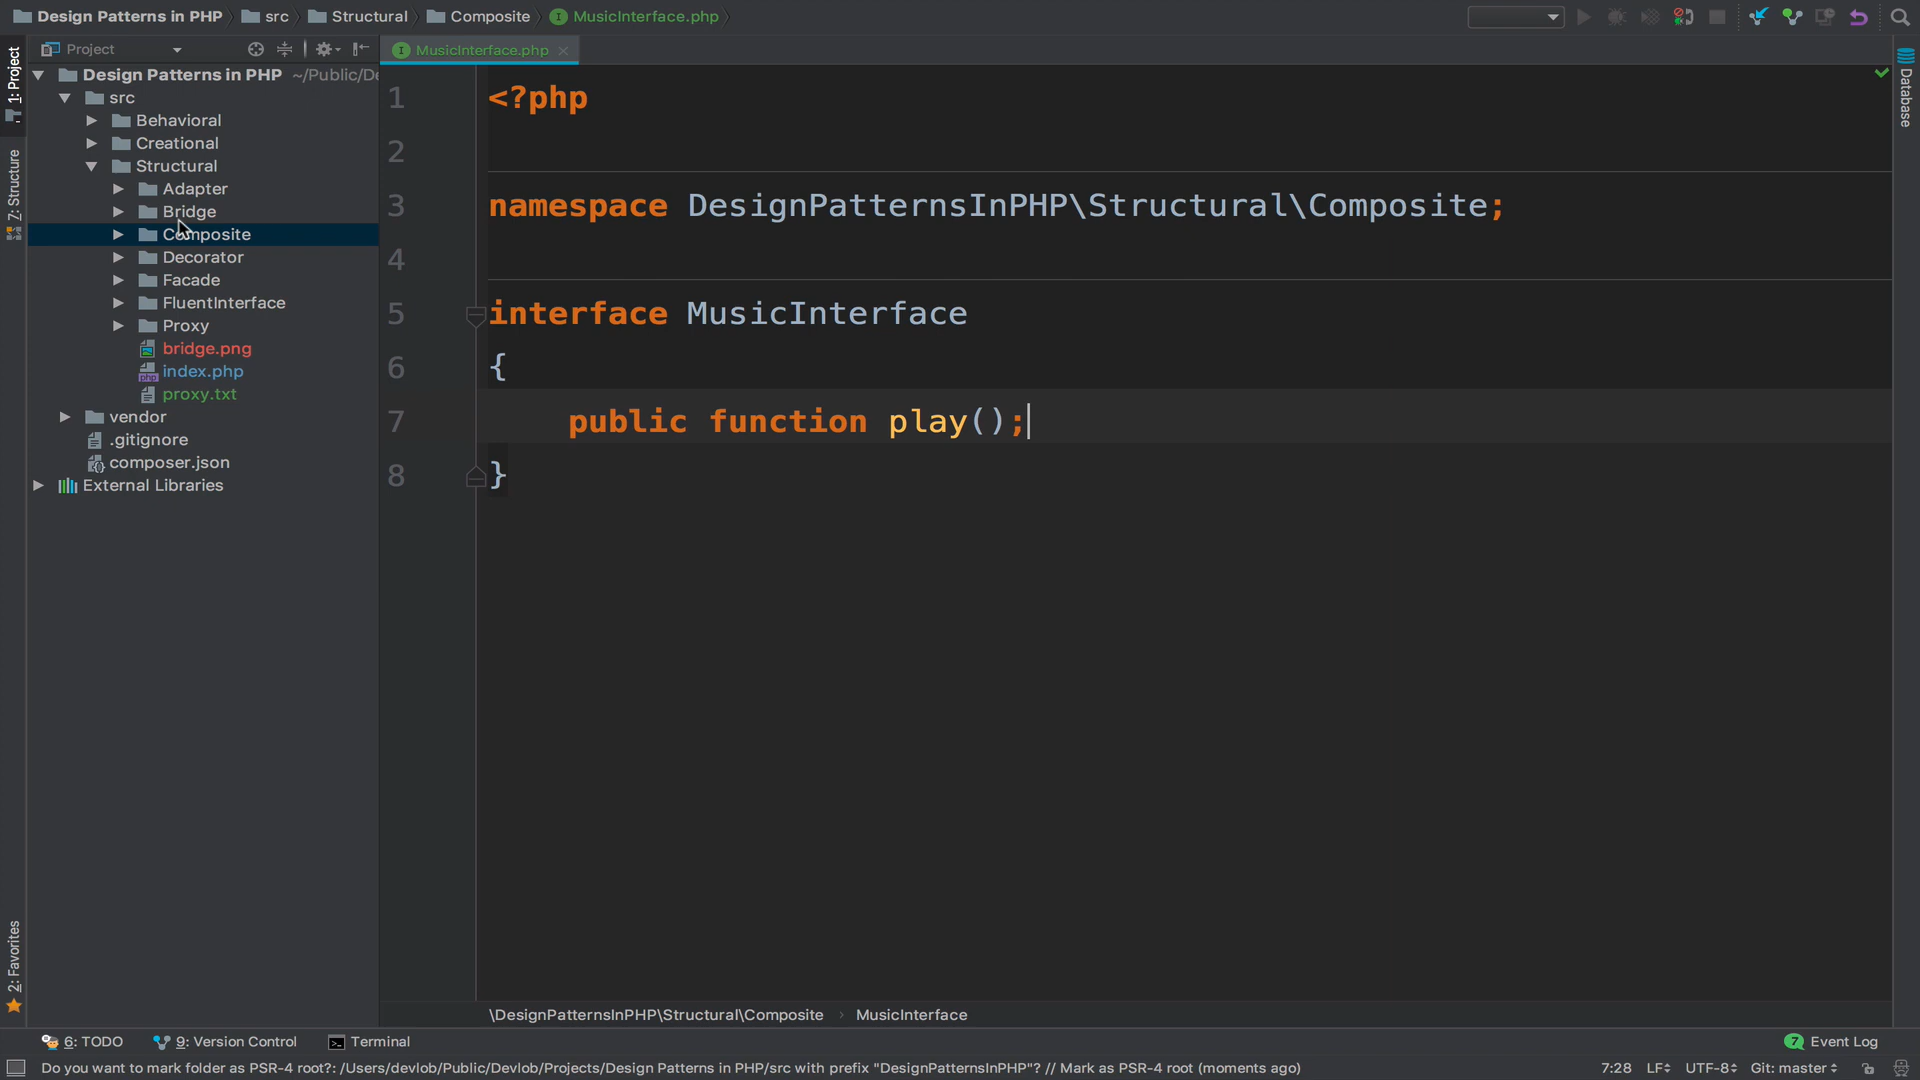 Design Patterns in PHP src Structural Composite MusicInterface.php
1: Project
Project
MusicInterface.php
Database
Design Patterns in PHP ~/Public/De
src
Behavioral
Creational
Structural
Adapter
Bridge
Composite
Decorator
Facade
FluentInterface
Proxy
bridge.png
index.php
proxy.txt
vendor
.gitignore
composer.json
External Libraries
7: Structure
2: Favorites
1 <?php
2
3 namespace DesignPatternsInPHP\Structural\Composite;
4
5 interface MusicInterface
6 {
7 public function play();
8 }
\DesignPatternsInPHP\Structural\Composite › MusicInterface
6: TODO 9: Version Control Terminal 7 Event Log
Do you want to mark folder as PSR-4 root?: /Users/devlob/Public/Devlob/Projects/Design Patterns in PHP/src with prefix "DesignPatternsInPHP"? // Mark as PSR-4 root (moments ago) 7:28 LF UTF-8 Git: master